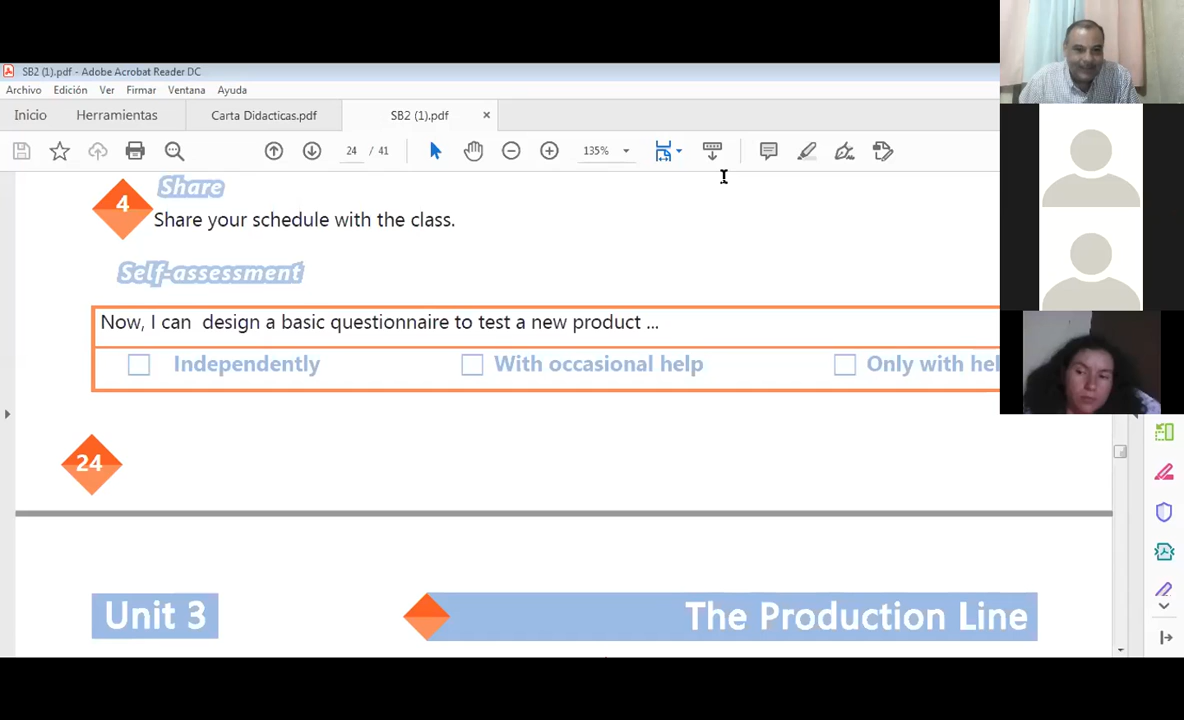 SB2 (1).pdf - Adobe Acrobat Reader DC
Archivo Edición Ver Firmar Ventana Ayuda
Inicio Herramientas Carta Didacticas.pdf SB2 (1).pdf ×
24 / 41 135%
4 Share
Share your schedule with the class.
Self-assessment
Now, I can design a basic questionnaire to test a new product ...
Independently With occasional help Only with hel
24
Unit 3 The Production Line